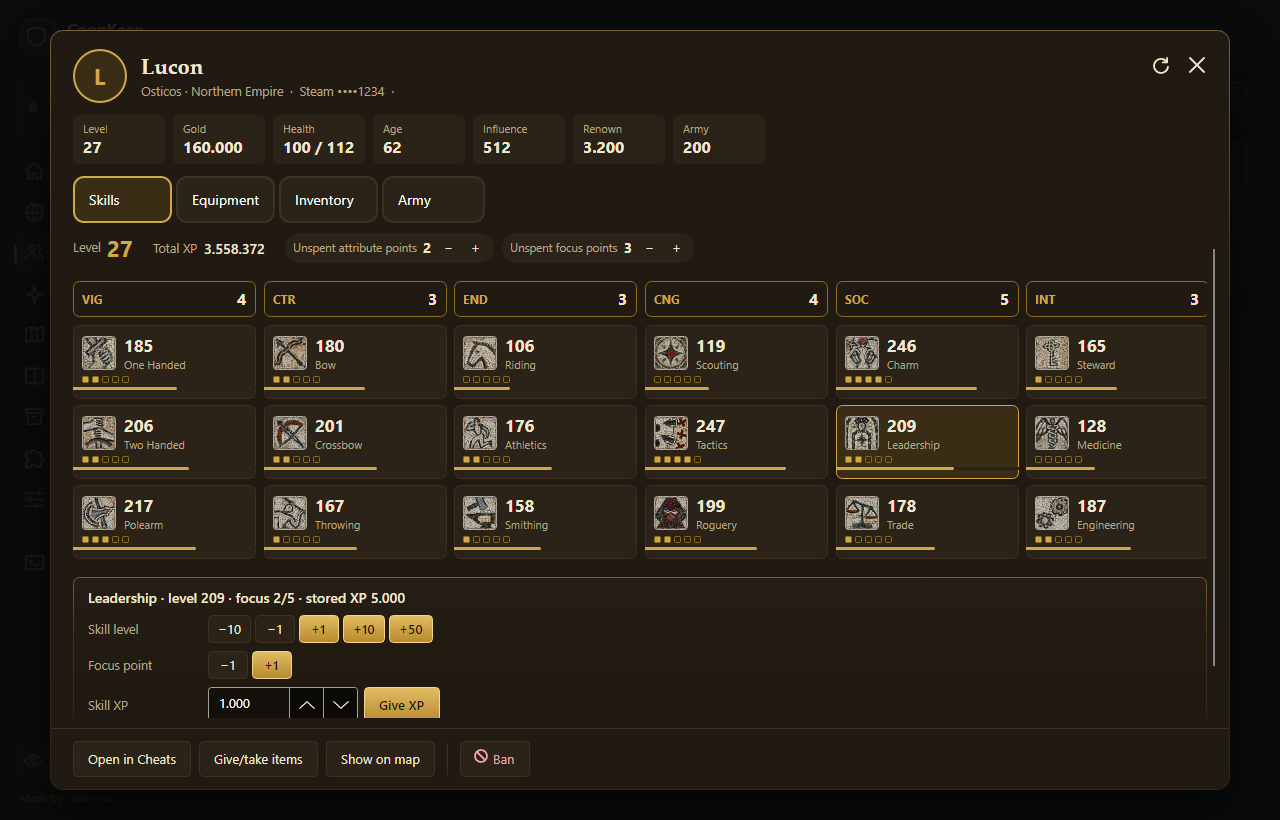 CoopKeep
L
Lucon
Osticos · Northern Empire · Steam ••••1234 ·
Level
27
Gold
160.000
Health
100 / 112
Age
62
Influence
512
Renown
3.200
Army
200
Skills
Equipment
Inventory
Army
Level 27 Total XP 3.558.372 Unspent attribute points 2 − + Unspent focus points 3 − +
VIG 4
CTR 3
END 3
CNG 4
SOC 5
INT 3
185
One Handed
180
Bow
106
Riding
119
Scouting
246
Charm
165
Steward
206
Two Handed
201
Crossbow
176
Athletics
247
Tactics
209
Leadership
128
Medicine
217
Polearm
167
Throwing
158
Smithing
199
Roguery
178
Trade
187
Engineering
Leadership · level 209 · focus 2/5 · stored XP 5.000
Skill level −10 −1 +1 +10 +50
Focus point −1 +1
Skill XP 1.000 Give XP
Open in Cheats
Give/take items
Show on map
Ban
Made by